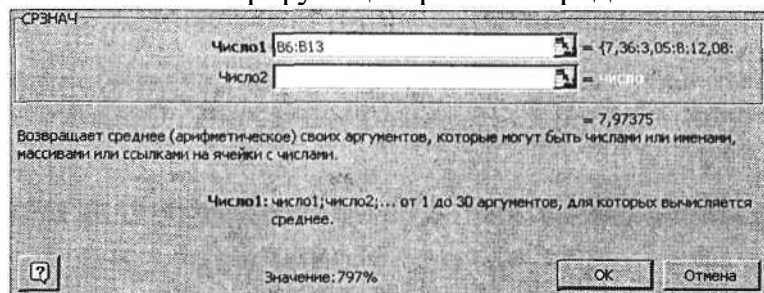 СРЗНАЧ
Число1 B6:B13 = {7,36:3,05:8:12,08:
Число2 = число
= 7,97375
Возвращает среднее (арифметическое) своих аргументов, которые могут быть числами или именами,
массивами или ссылками на ячейки с числами.
Число1: число1;число2;... от 1 до 30 аргументов, для которых вычисляется
среднее.
? Значение:797% ОК Отмена